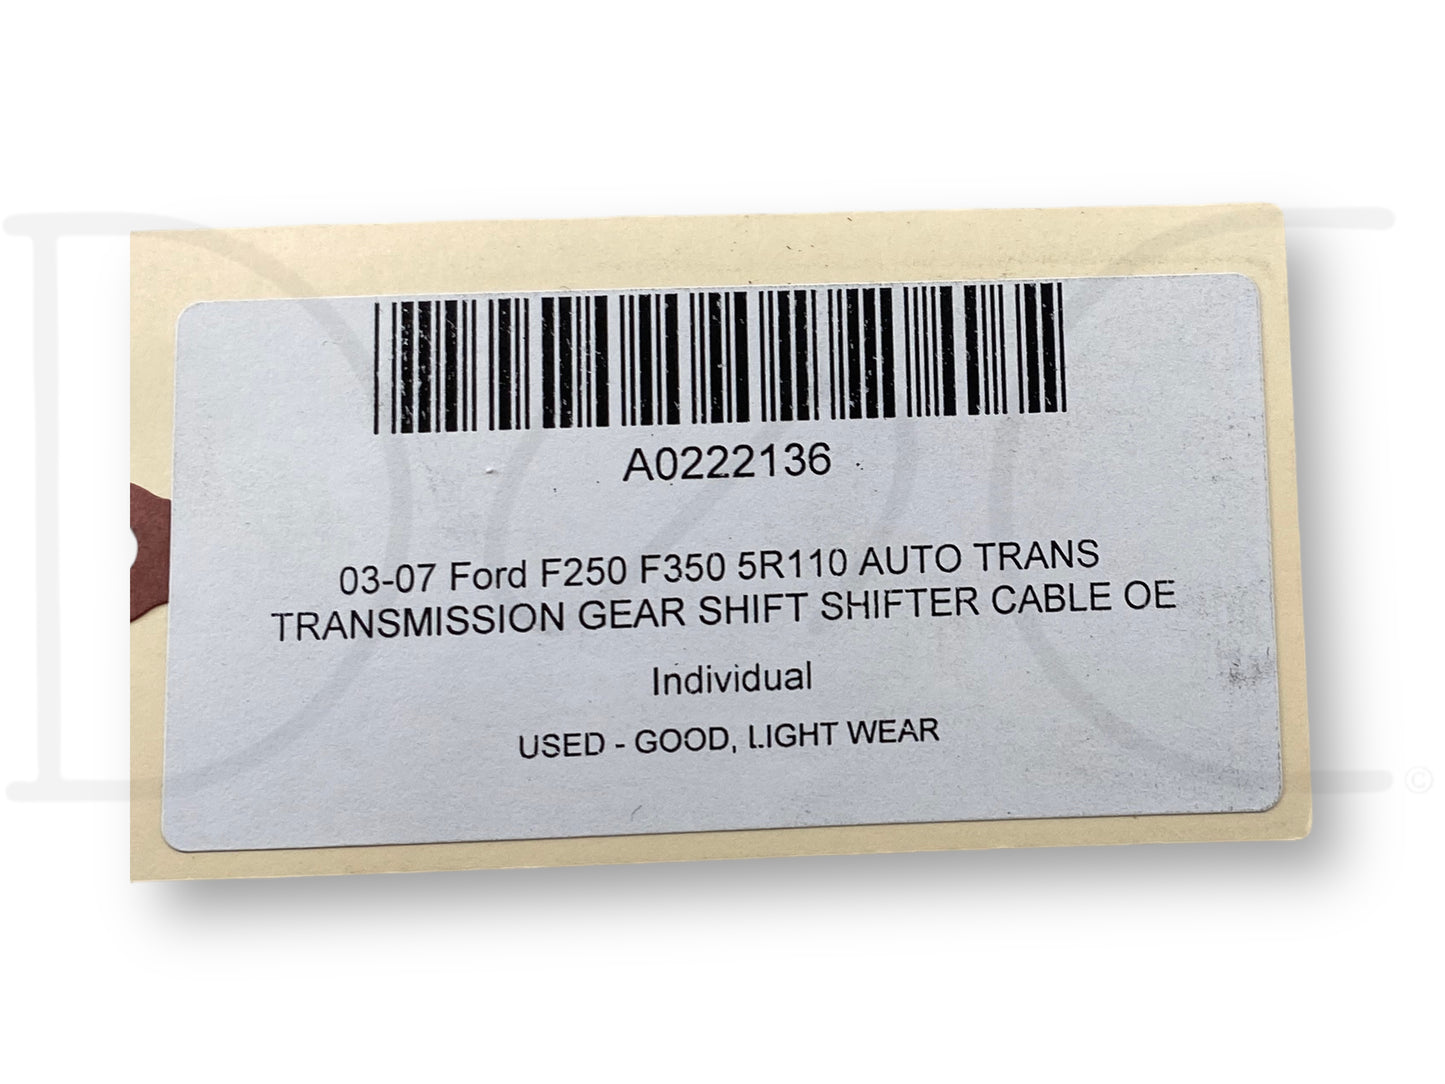 A0222136
03-07 Ford F250 F350 5R110 AUTO TRANS
TRANSMISSION GEAR SHIFT SHIFTER CABLE OE
Individual
USED - GOOD, LIGHT WEAR
©